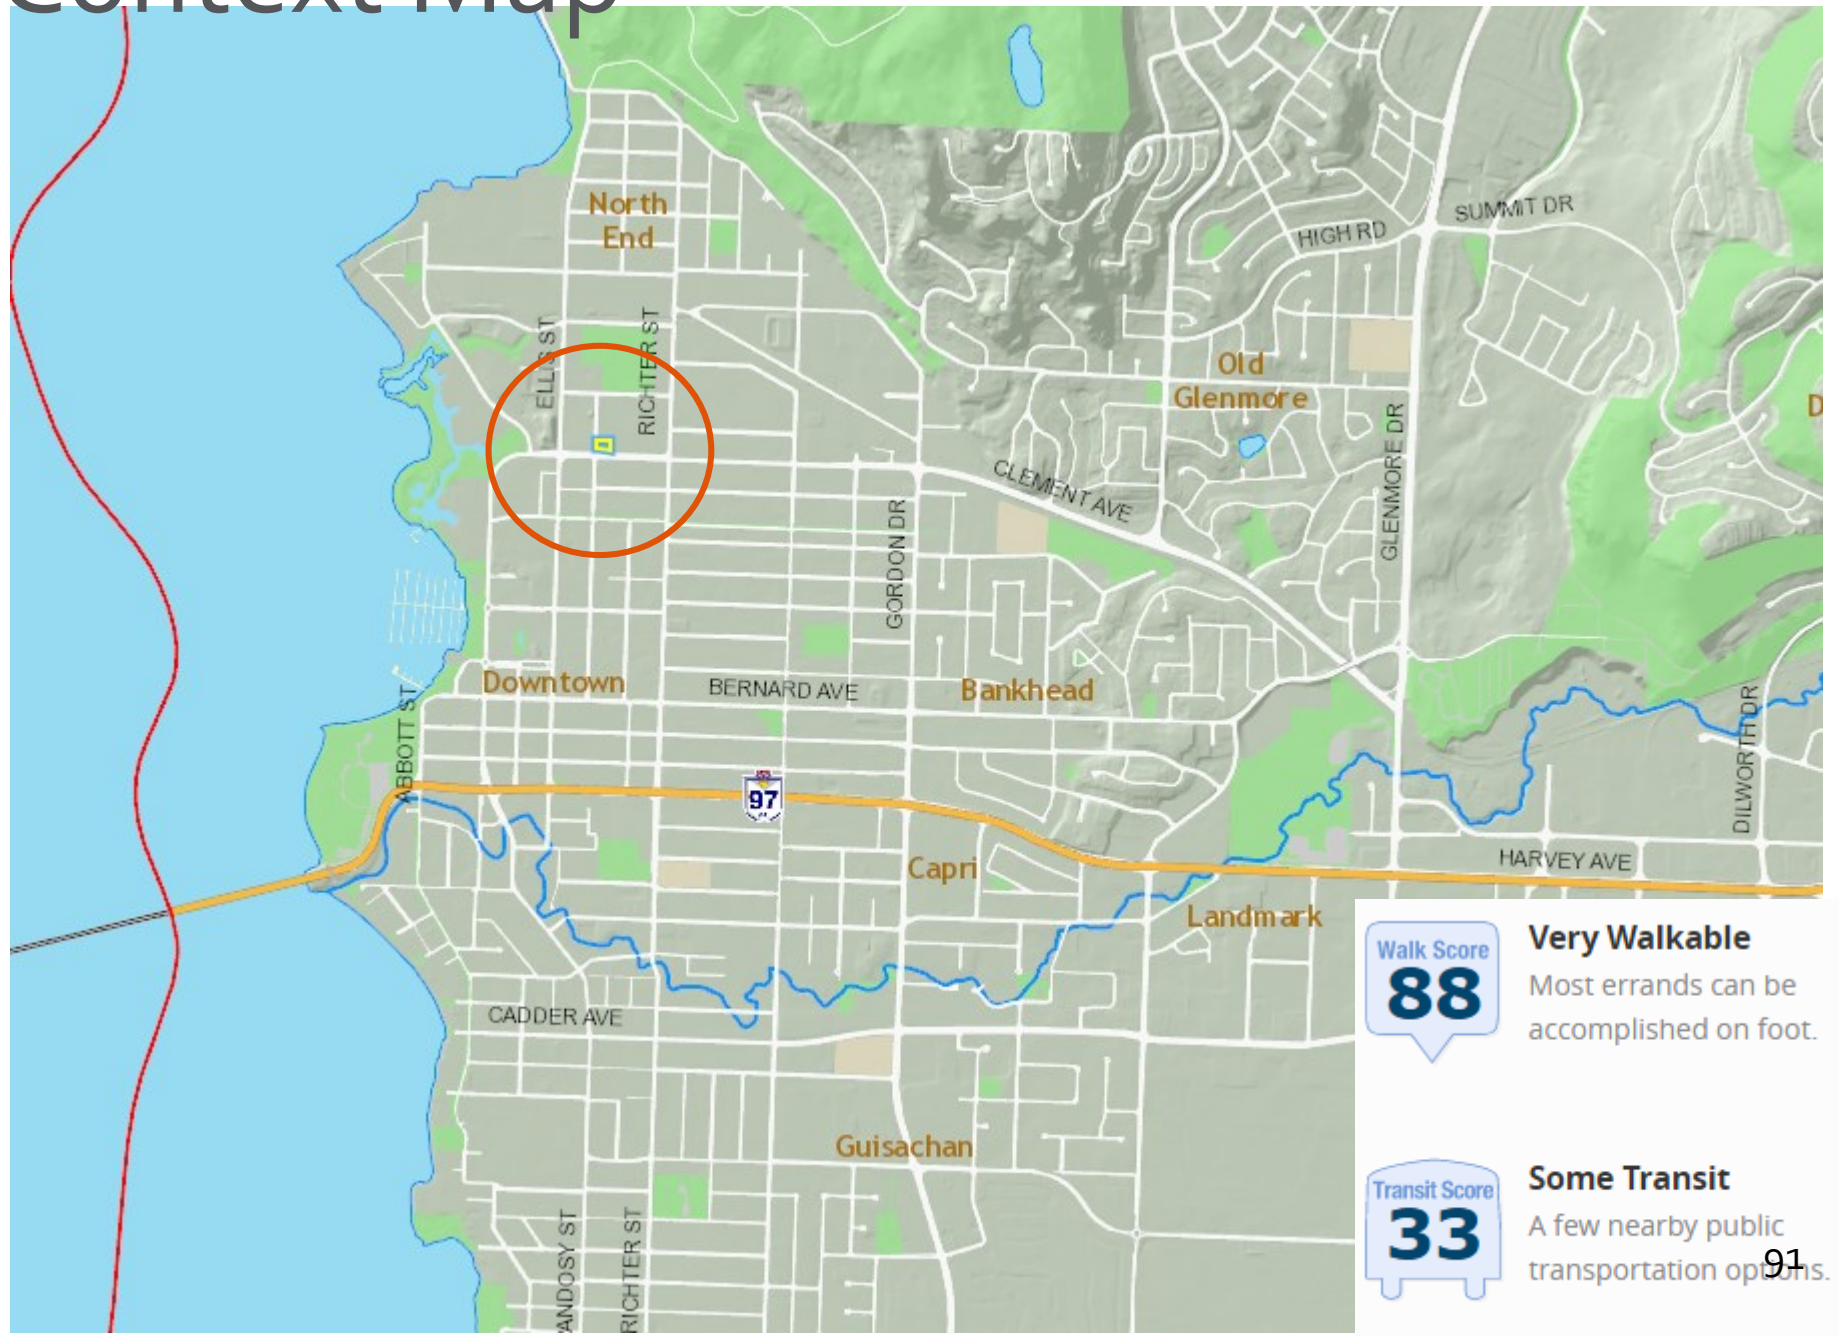 Context Map
North
End
SUMMIT DR
HIGH RD
ELLIS ST
RICHTER ST
Old
Glenmore
D
GLENMORE DR
CLEMENT AVE
GORDON DR
Downtown
BERNARD AVE
Bankhead
ABBOTT ST
DILWORTH DR
97
HARVEY AVE
Capri
Landmark
CADDER AVE
Guisachan
ANDOSY ST
RICHTER ST
Walk Score
88
Very Walkable
Most errands can be
accomplished on foot.
Transit Score
33
Some Transit
A few nearby public
transportation options.
91